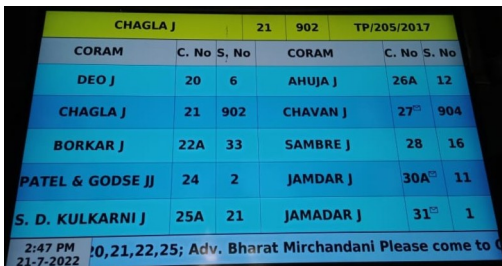 CHAGLA J 21 902 TP/205/2017
CORAM C. No S. No CORAM C. No S. No
DEO J 20 6 AHUJA J 26A 12
CHAGLA J 21 902 CHAVAN J 27 904
BORKAR J 22A 33 SAMBRE J 28 16
PATEL & GODSE JJ 24 2 JAMDAR J 30A 11
S. D. KULKARNI J 25A 21 JAMADAR J 31 1
2:47 PM
21-7-2022
20,21,22,25; Adv. Bharat Mirchandani Please come to